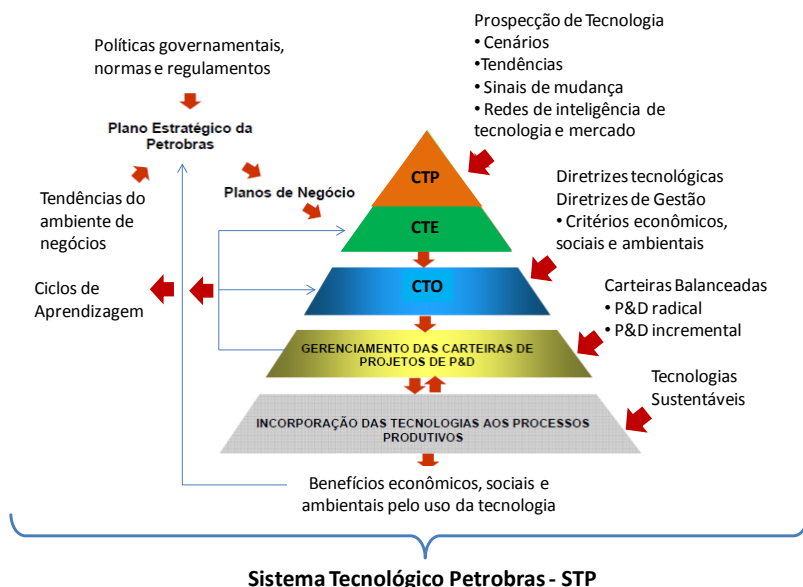 Políticas governamentais,
normas e regulamentos
Plano Estratégico da
Petrobras
Tendências do
ambiente de
negócios
Planos de Negócio
Ciclos de
Aprendizagem
Prospecção de Tecnologia
• Cenários
•Tendências
•Sinais de mudança
•Redes de inteligência de
tecnologia e mercado
CTP
Diretrizes tecnológicas
Diretrizes de Gestão
• Critérios econômicos,
sociais e ambientais
CTE
CTO
Carteiras Balanceadas
• P&D radical
• P&D incremental
GERENCIAMENTO DAS CARTEIRAS DE
PROJETOS DE P&D
Tecnologias
Sustentáveis
INCORPORAÇÃO DAS TECNOLOGIAS AOS PROCESSOS
PRODUTIVOS
Benefícios econômicos, sociais e
ambientais pelo uso da tecnologia
Sistema Tecnológico Petrobras - STP